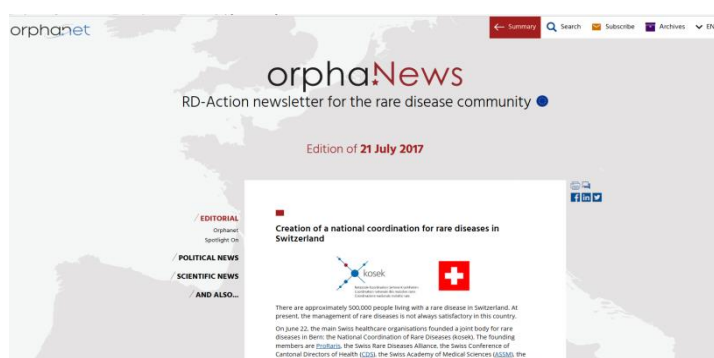 orphanet
Summary
Search
Subscribe
Archives
EN
orphaNews
RD-Action newsletter for the rare disease community
Edition of 21 July 2017
/ EDITORIAL
Orphanet
Spotlight On
/ POLITICAL NEWS
/ SCIENTIFIC NEWS
/ AND ALSO...
Creation of a national coordination for rare diseases in
Switzerland
kosek
There are approximately 500,000 people living with a rare disease in Switzerland. At
present, the management of rare diseases is not always satisfactory in this country.
On June 22, the main Swiss healthcare organisations founded a joint body for rare
diseases in Bern: the National Coordination of Rare Diseases (kosek). The founding
members are ProRaris, the Swiss Rare Diseases Alliance, the Swiss Conference of
Cantonal Directors of Health (CDS), the Swiss Academy of Medical Sciences (ASSM), the